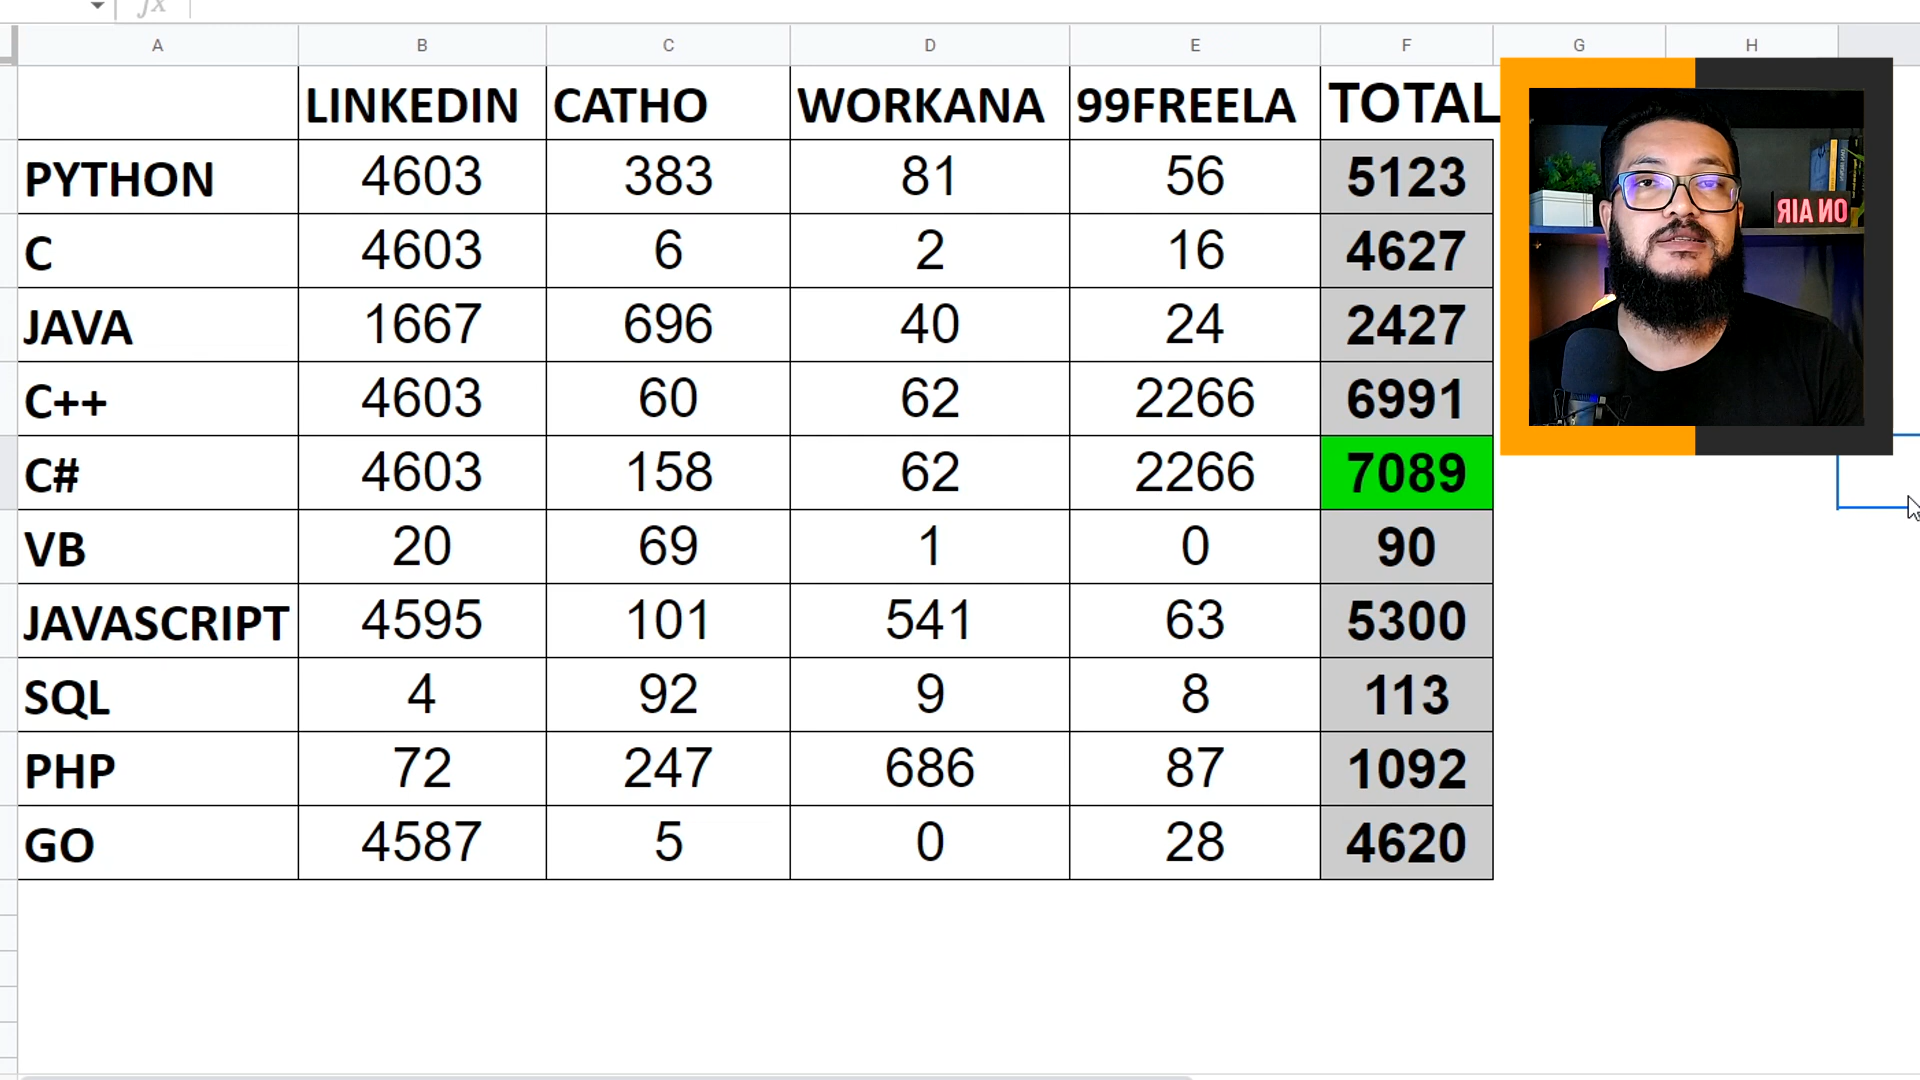 fx
A B C D E F G H
LINKEDIN CATHO WORKANA 99FREELA TOTAL
PYTHON 4603 383 81 56 5123
C 4603 6 2 16 4627
JAVA 1667 696 40 24 2427
C++ 4603 60 62 2266 6991
C# 4603 158 62 2266 7089
VB 20 69 1 0 90
JAVASCRIPT 4595 101 541 63 5300
SQL 4 92 9 8 113
PHP 72 247 686 87 1092
GO 4587 5 0 28 4620
ON AIR